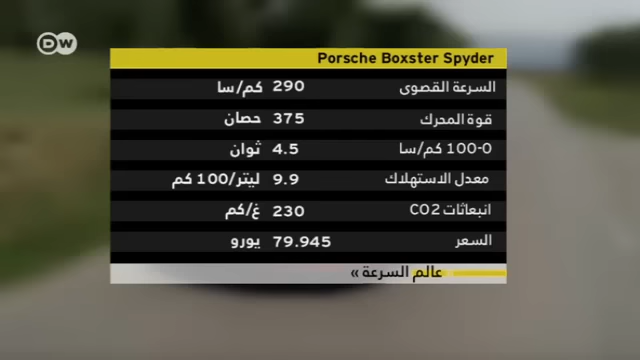 DW
Porsche Boxster Spyder
السرعة القصوى 290 كم/سا
قوة المحرك 375 حصان
0-100 كم/سا 4.5 ثوان
معدل الاستهلاك 9.9 ليتر/100 كم
انبعاثات CO2 230 غ/كم
السعر 79.945 يورو
عالم السرعة »